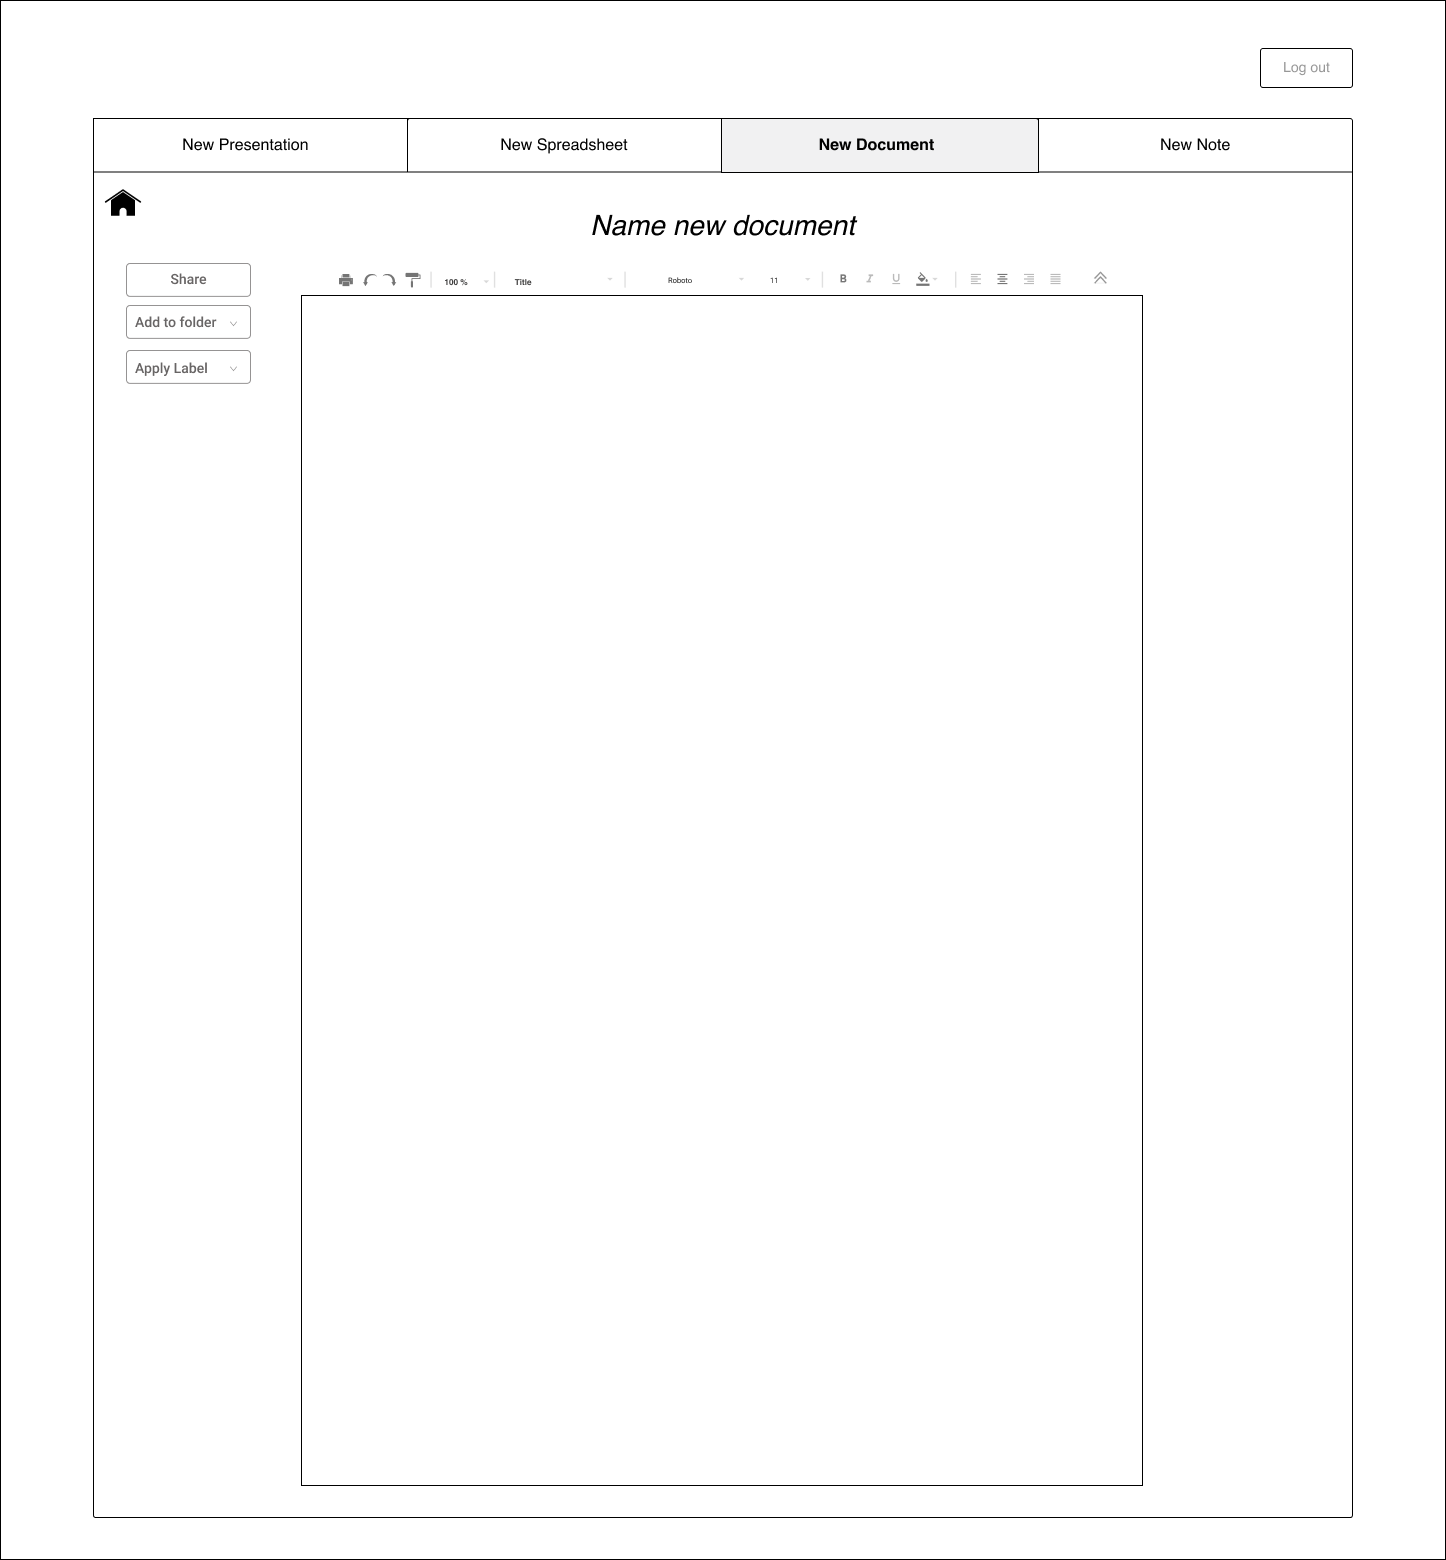 Log out
New Presentation New Spreadsheet New Document New Note
Name new document
Share
100 % Title Roboto 11 B I U
Add to folder
Apply Label